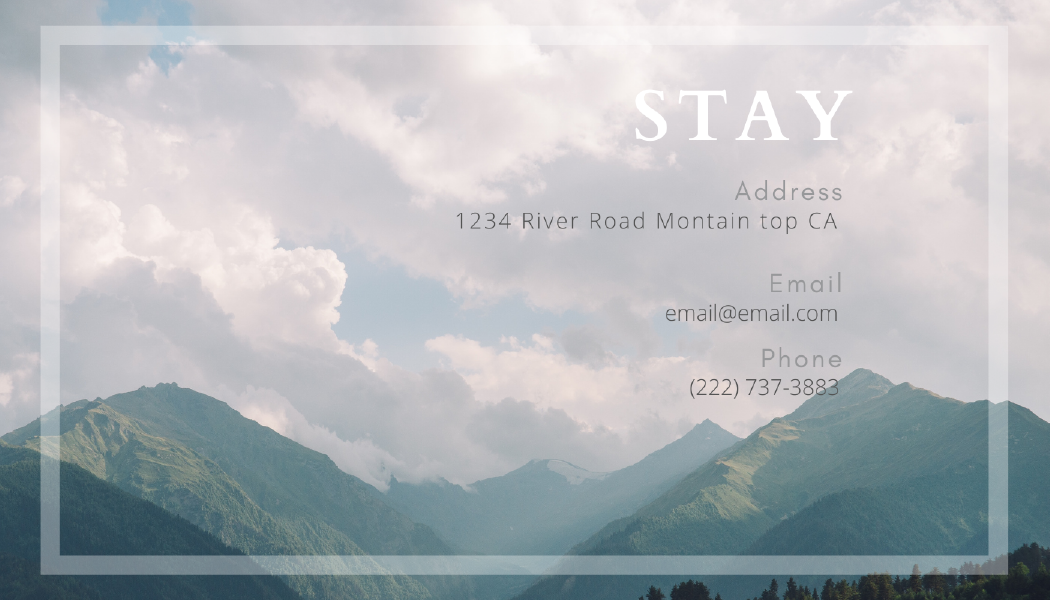 STAY
Address
1234 River Road Montain top CA
Email
email@email.com
Phone
(222) 737-3883